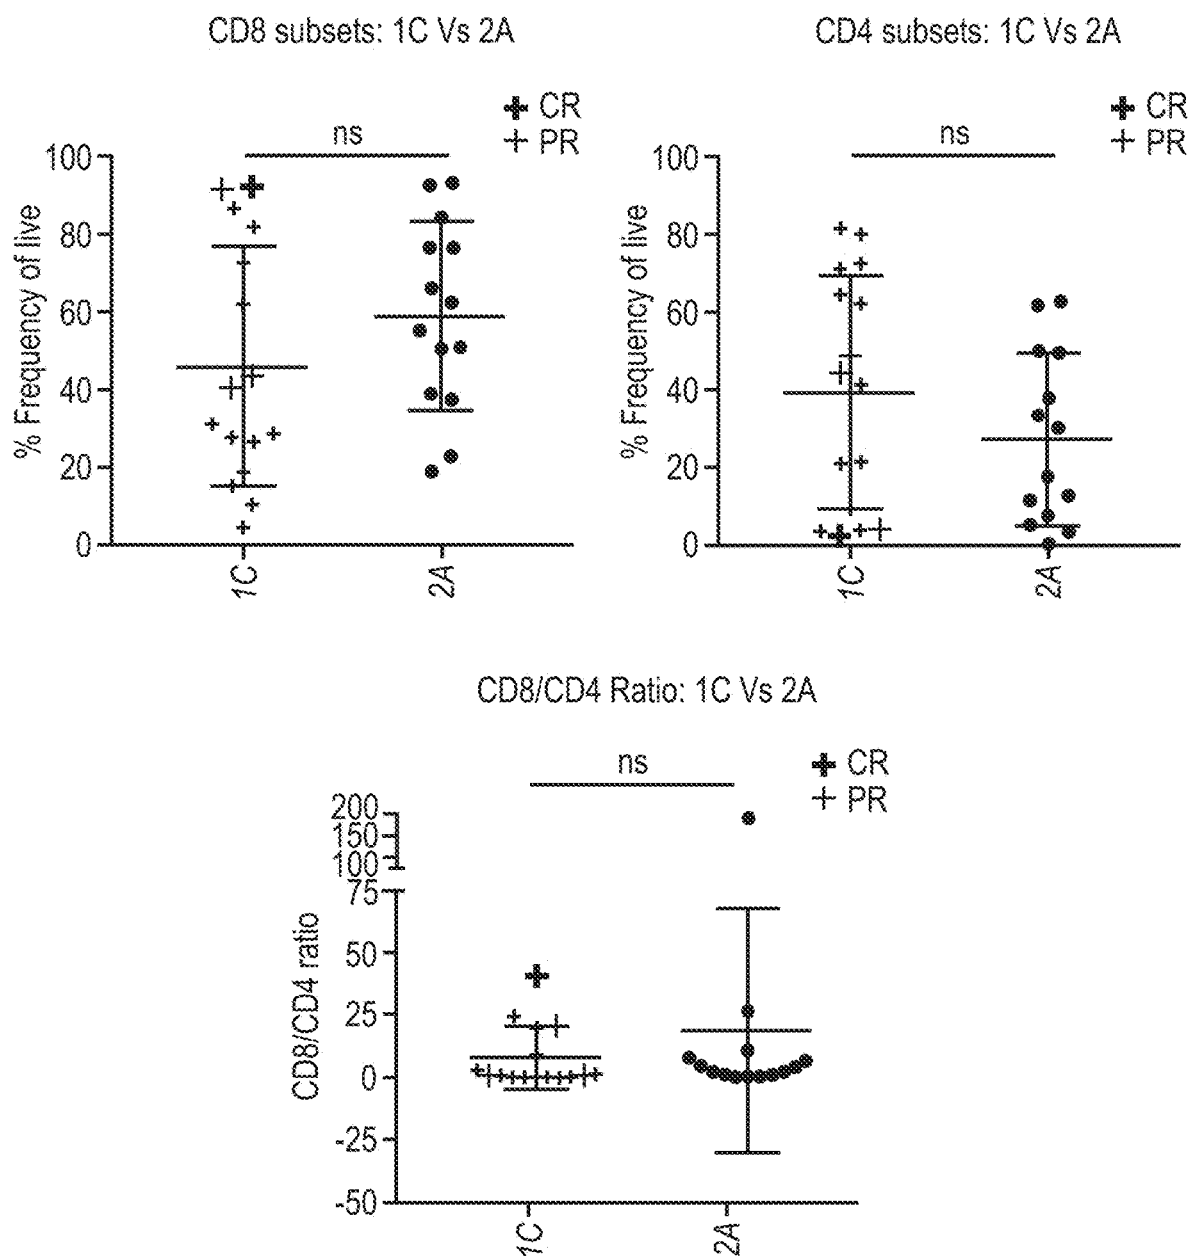 CD8 subsets: 1C Vs 2A
CR
PR
ns
100
80
60
40
20
0
% Frequency of live
1C
2A
CD4 subsets: 1C Vs 2A
CR
PR
ns
100
80
60
40
20
0
% Frequency of live
1C
2A
CD8/CD4 Ratio: 1C Vs 2A
CR
PR
ns
200
150
100
75
50
25
0
-25
-50
CD8/CD4 ratio
1C
2A